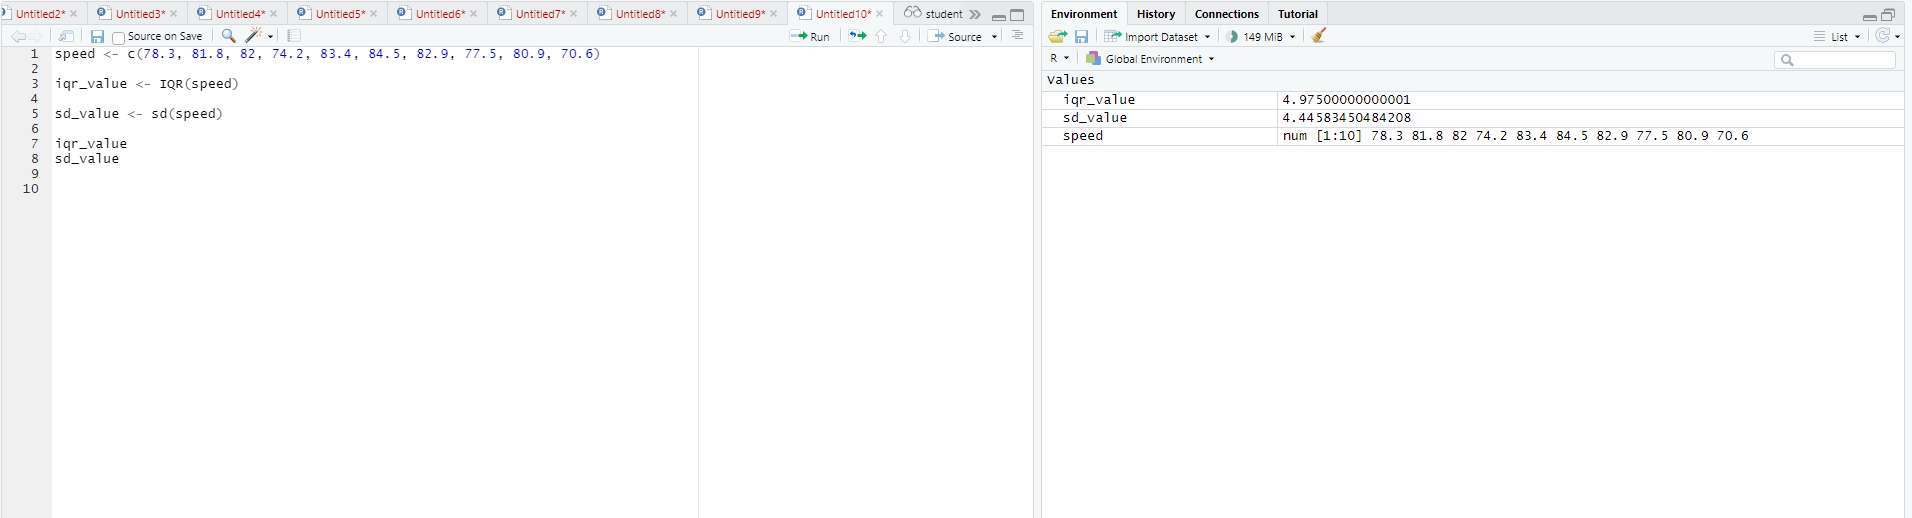 Untitled2* Untitled3* Untitled4* Untitled5* Untitled6* Untitled7* Untitled8* Untitled9* Untitled10* student
Source on Save Run Source
1 speed <- c(78.3, 81.8, 82, 74.2, 83.4, 84.5, 82.9, 77.5, 80.9, 70.6)
2
3 iqr_value <- IQR(speed)
4
5 sd_value <- sd(speed)
6
7 iqr_value
8 sd_value
9
10
Environment History Connections Tutorial
Import Dataset 149 MiB List
R Global Environment
Values
iqr_value 4.97500000000001
sd_value 4.44583450484208
speed num [1:10] 78.3 81.8 82 74.2 83.4 84.5 82.9 77.5 80.9 70.6